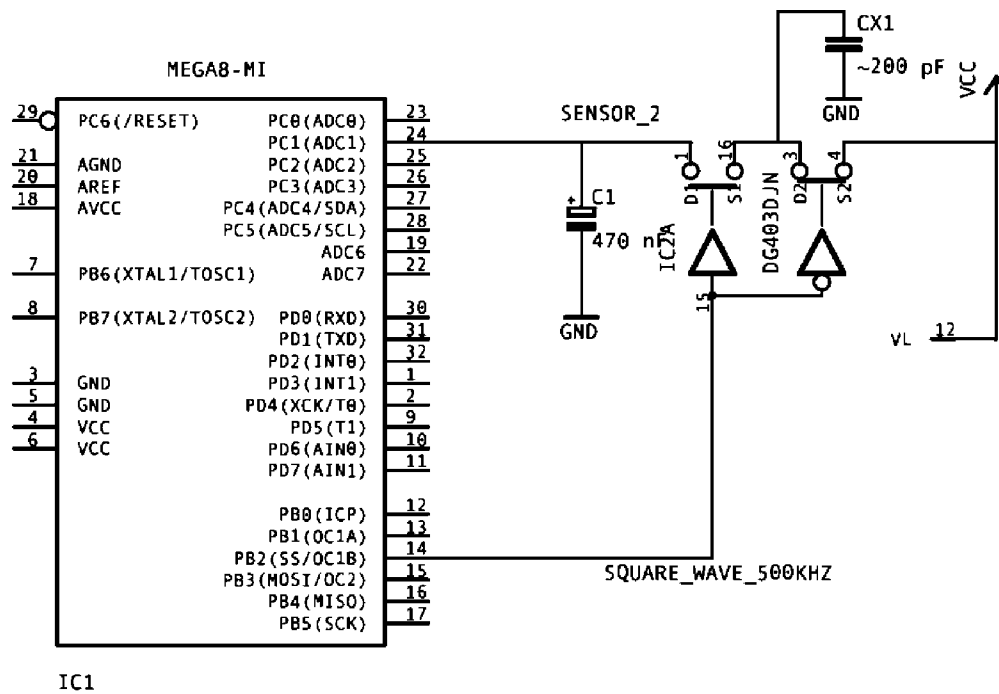 CX1
~200 pF
GND
VCC
MEGA8-MI
SENSOR_2
29 PC6(/RESET) PC0(ADC0) 23
PC1(ADC1) 24
21 AGND PC2(ADC2) 25
20 AREF PC3(ADC3) 26
18 AVCC PC4(ADC4/SDA) 27
PC5(ADC5/SCL) 28
ADC6 19
7 PB6(XTAL1/TOSC1) ADC7 22
8 PB7(XTAL2/TOSC2) PD0(RXD) 30
PD1(TXD) 31
PD2(INT0) 32
3 GND PD3(INT1) 1
5 GND PD4(XCK/T0) 2
4 VCC PD5(T1) 9
6 VCC PD6(AIN0) 10
PD7(AIN1) 11
PB0(ICP) 12
PB1(OC1A) 13
PB2(SS/OC1B) 14
PB3(MOSI/OC2) 15
PB4(MISO) 16
PB5(SCK) 17
IC1
C1
470 nF
GND
1 16 3 4
D1 S1 D2 S2
IC2A
DG403DJN
15
VL 12
SQUARE_WAVE_500KHZ